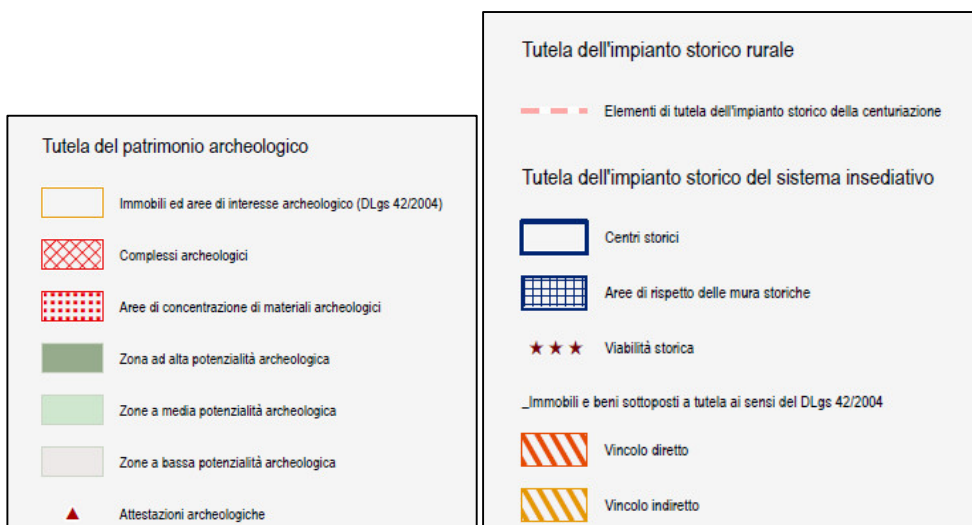 Tutela del patrimonio archeologico
Immobili ed aree di interesse archeologico (DLgs 42/2004)
Complessi archeologici
Aree di concentrazione di materiali archeologici
Zona ad alta potenzialità archeologica
Zone a media potenzialità archeologica
Zone a bassa potenzialità archeologica
Attestazioni archeologiche
Tutela dell'impianto storico rurale
Elementi di tutela dell'impianto storico della centuriazione
Tutela dell'impianto storico del sistema insediativo
Centri storici
Aree di rispetto delle mura storiche
Viabilità storica
_Immobili e beni sottoposti a tutela ai sensi del DLgs 42/2004
Vincolo diretto
Vincolo indiretto